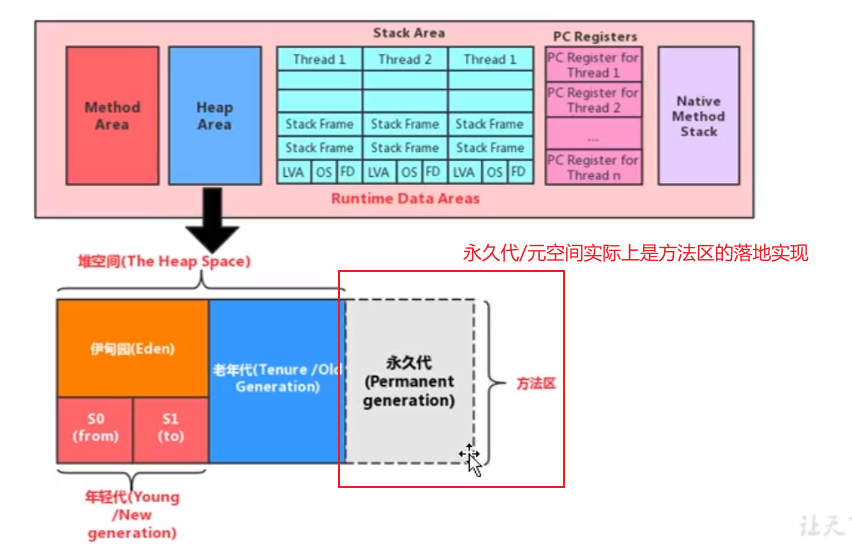 Stack Area
PC Registers
Method
Area
Heap
Area
Thread 1
Thread 2
Thread 1
Stack Frame
Stack Frame
Stack Frame
Stack Frame
Stack Frame
Stack Frame
LVA
OS
FD
LVA
OS
FD
LVA
OS
FD
PC Register for
Thread 1
PC Register for
Thread 2
...
PC Register for
Thread n
Native
Method
Stack
Runtime Data Areas
永久代/元空间实际上是方法区的落地实现
堆空间(The Heap Space)
伊甸园(Eden)
S0
(from)
S1
(to)
老年代(Tenure /Old
Generation)
永久代
(Permanent
generation)
方法区
年轻代(Young
/New
generation)